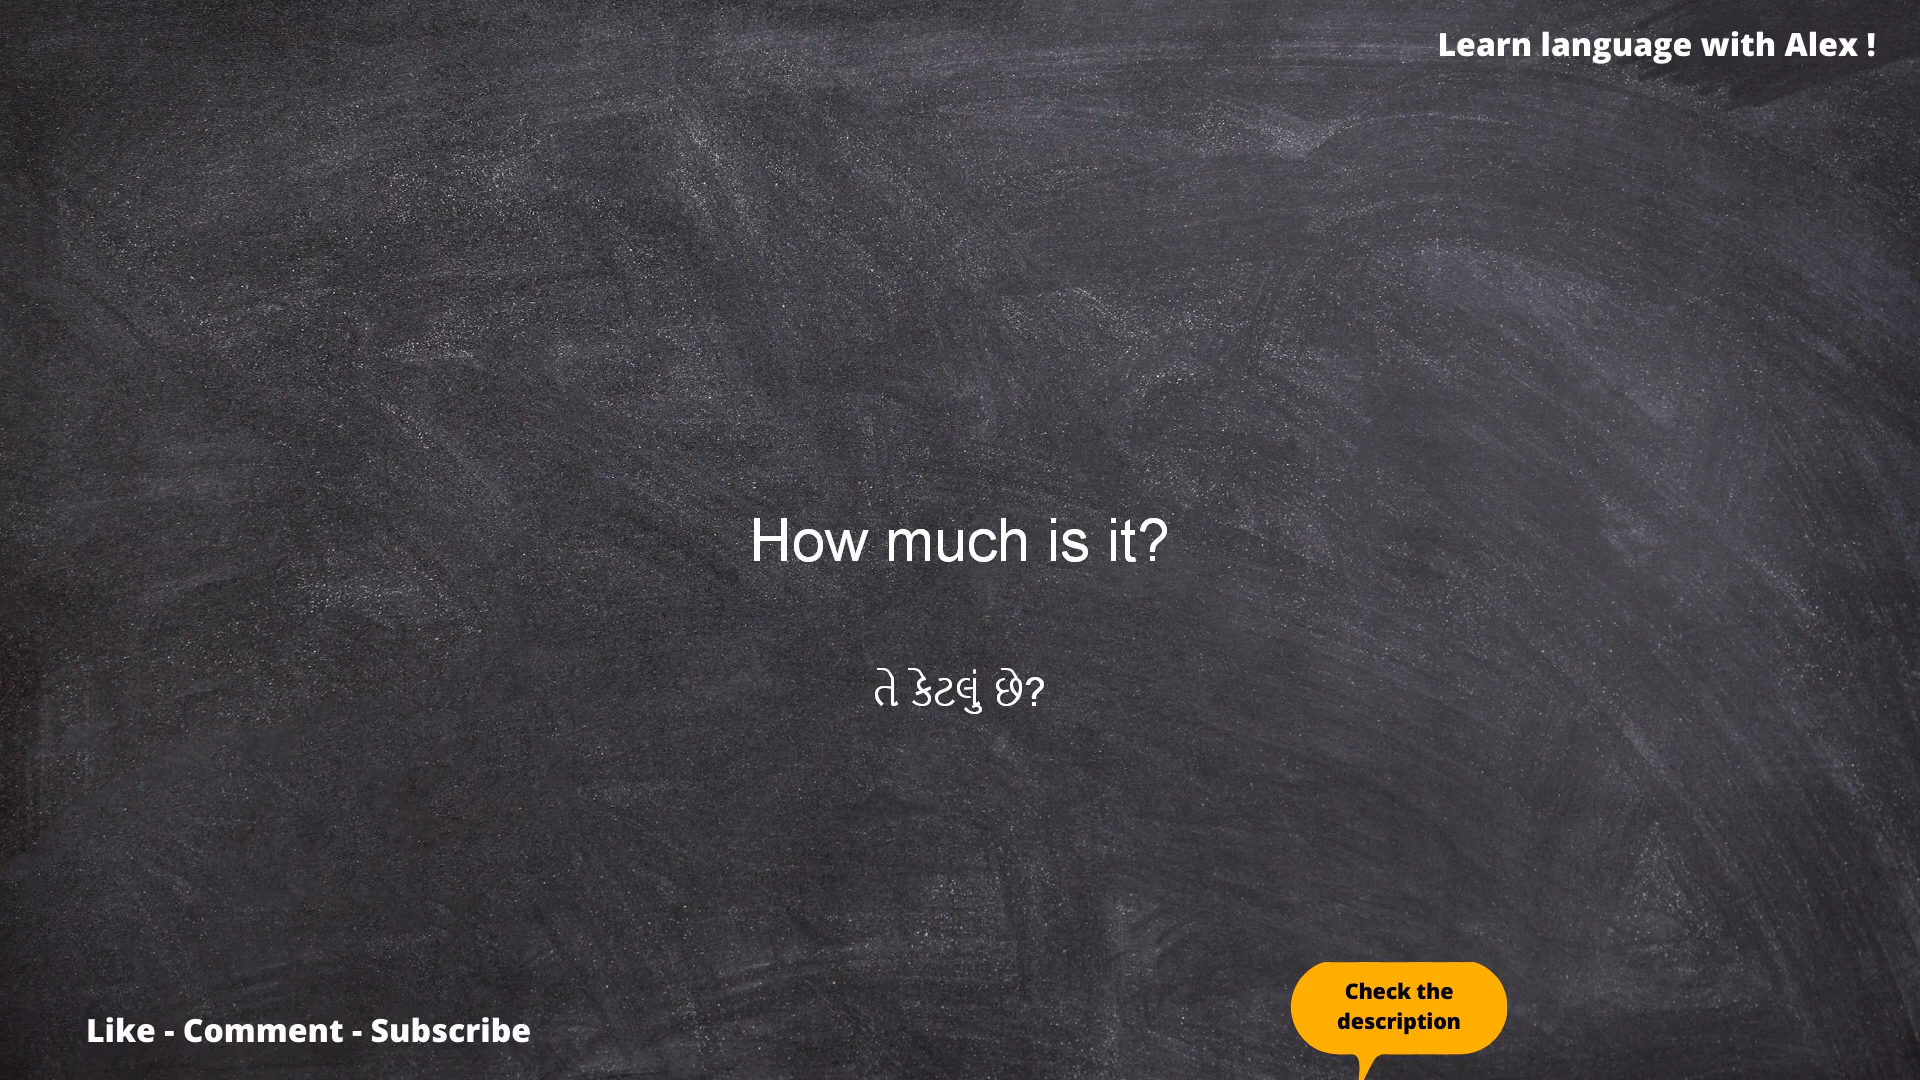 Learn language with Alex !
How much is it?
તે કેટલું છે?
Check the
description
Like - Comment - Subscribe